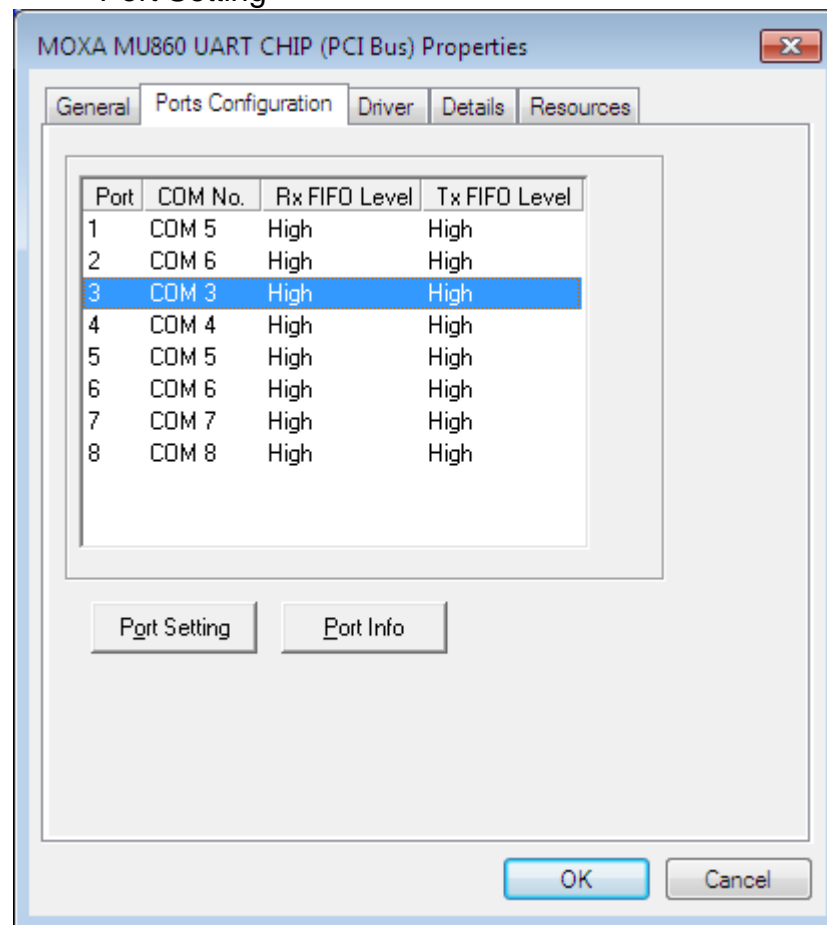 Port Setting
MOXA MU860 UART CHIP (PCI Bus) Properties
General Ports Configuration Driver Details Resources
Port COM No. Rx FIFO Level Tx FIFO Level
1 COM 5 High High
2 COM 6 High High
3 COM 3 High High
4 COM 4 High High
5 COM 5 High High
6 COM 6 High High
7 COM 7 High High
8 COM 8 High High
Port Setting Port Info
OK Cancel